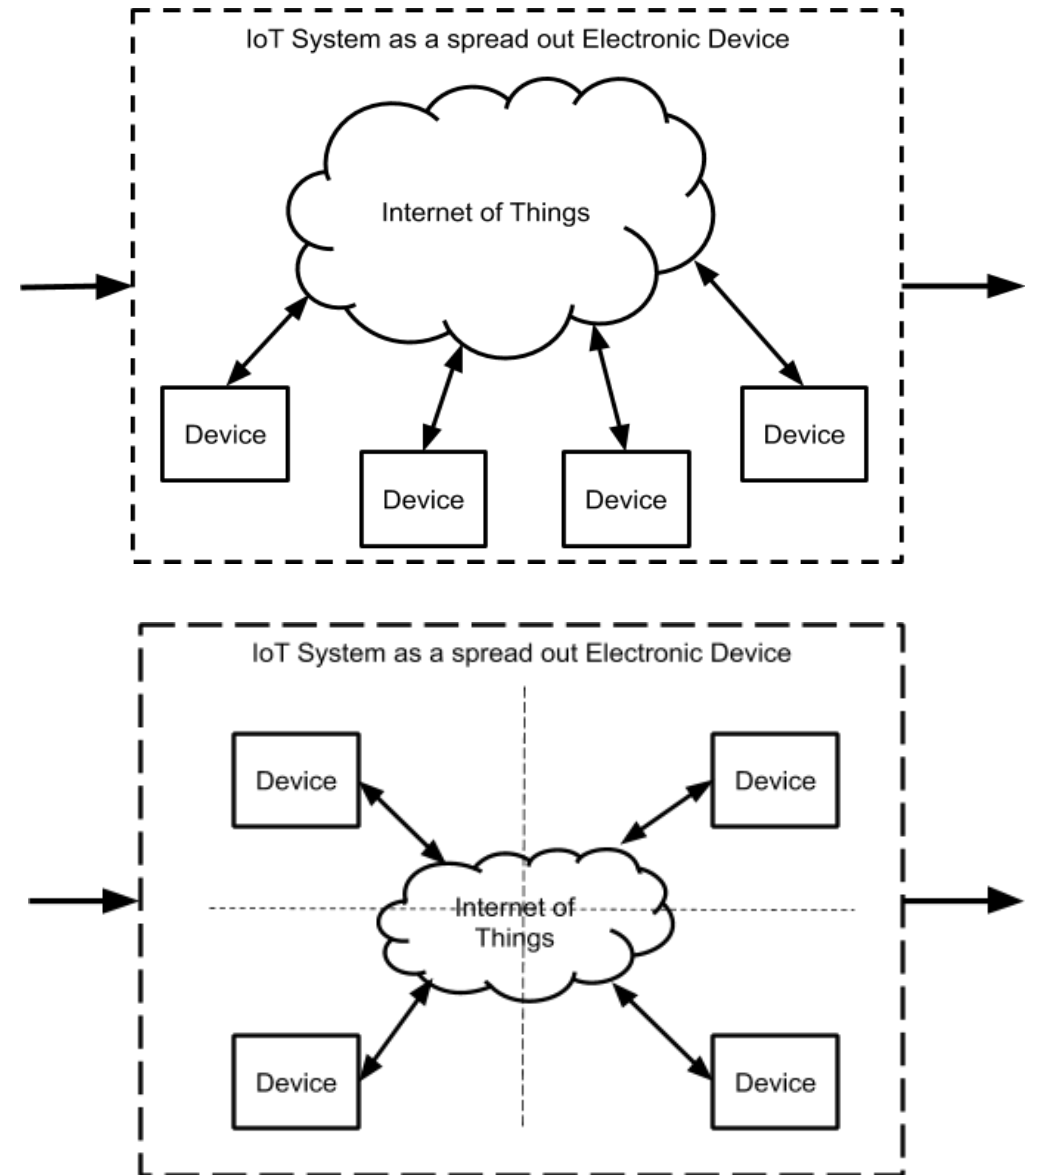 IoT System as a spread out Electronic Device
Internet of Things
Device
Device
Device
Device
IoT System as a spread out Electronic Device
Device
Device
Internet of
Things
Device
Device